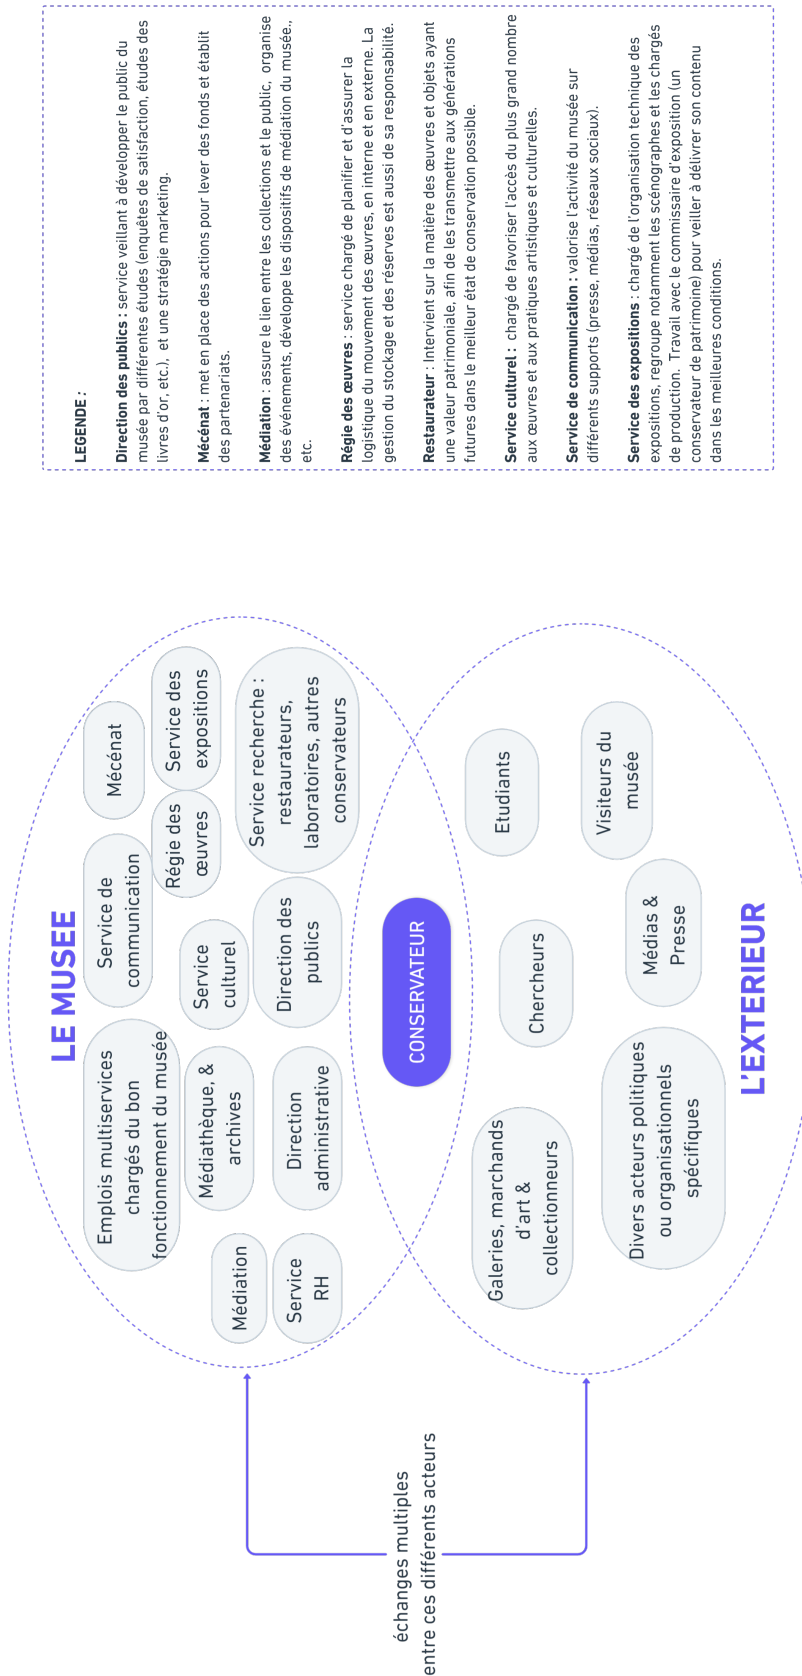 échanges multiples
entre ces différents acteurs
LE MUSEE
Emplois multiservices
chargés du bon
fonctionnement du musée
Service de
communication
Mécénat
Médiathèque, &
archives
Service
culturel
Régie des
œuvres
Service des
expositions
Médiation
Service
RH
Direction
administrative
Direction des
publics
Service recherche :
restaurateurs,
laboratoires, autres
conservateurs
CONSERVATEUR
Galeries, marchands
d'art &
collectionneurs
Chercheurs
Etudiants
Divers acteurs politiques
ou organisationnels
spécifiques
Médias &
Presse
Visiteurs du
musée
L'EXTERIEUR
LEGENDE :
Direction des publics : service veillant à développer le public du
musée par différentes études (enquêtes de satisfaction, études des
livres d'or, etc.), et une stratégie marketing.
Mécénat : met en place des actions pour lever des fonds et établit
des partenariats.
Médiation : assure le lien entre les collections et le public, organise
des événements, développe les dispositifs de médiation du musée.,
etc.
Régie des œuvres : service chargé de planifier et d'assurer la
logistique du mouvement des œuvres, en interne et en externe. La
gestion du stockage et des réserves est aussi de sa responsabilité.
Restaurateur : Intervient sur la matière des œuvres et objets ayant
une valeur patrimoniale, afin de les transmettre aux générations
futures dans le meilleur état de conservation possible.
Service culturel : chargé de favoriser l'accès du plus grand nombre
aux œuvres et aux pratiques artistiques et culturelles.
Service de communication : valorise l'activité du musée sur
différents supports (presse, médias, réseaux sociaux).
Service des expositions : chargé de l'organisation technique des
expositions, regroupe notamment les scénographes et les chargés
de production. Travail avec le commissaire d'exposition (un
conservateur de patrimoine) pour veiller à délivrer son contenu
dans les meilleures conditions.